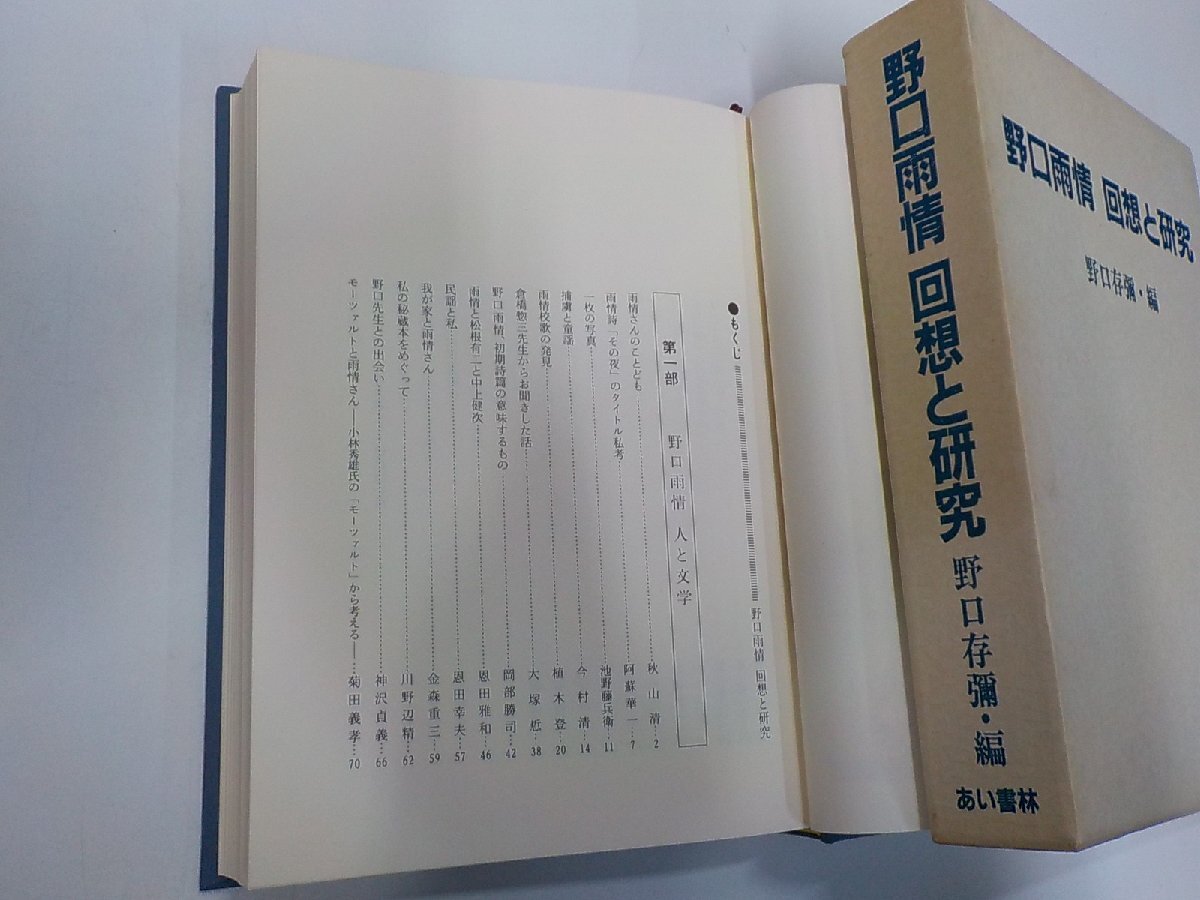 野口雨情 回想と研究
野口存彌・編
野口雨情 回想と研究 野口存彌・編
あい書林
●もくじ 野口雨情 回想と研究
第一部 野口雨情 人と文学
雨情さんのことども……秋山 清…2
雨情詩「その夜」のタイトル私考……阿蘇華一…7
一枚の写真……池野藤兵衛…11
捕虜と童謡……今村 清…14
雨情校歌の発見……植木 登…20
倉橋惣三先生からお聞きした話……大塚…38
野口雨情 初期詩篇の意味するもの……岡部勝司…42
雨情と松根有二と中上健次……恩田雅和…46
民謡と私……恩田幸夫…57
我が家と雨情さん……金森重三…59
私の秘蔵本をめぐって……川野辺精…62
野口先生との出会い……神沢貞義…66
モーツァルトと雨情さん―小林秀雄氏の「モーツァルト」から考える―…菊田義孝…70